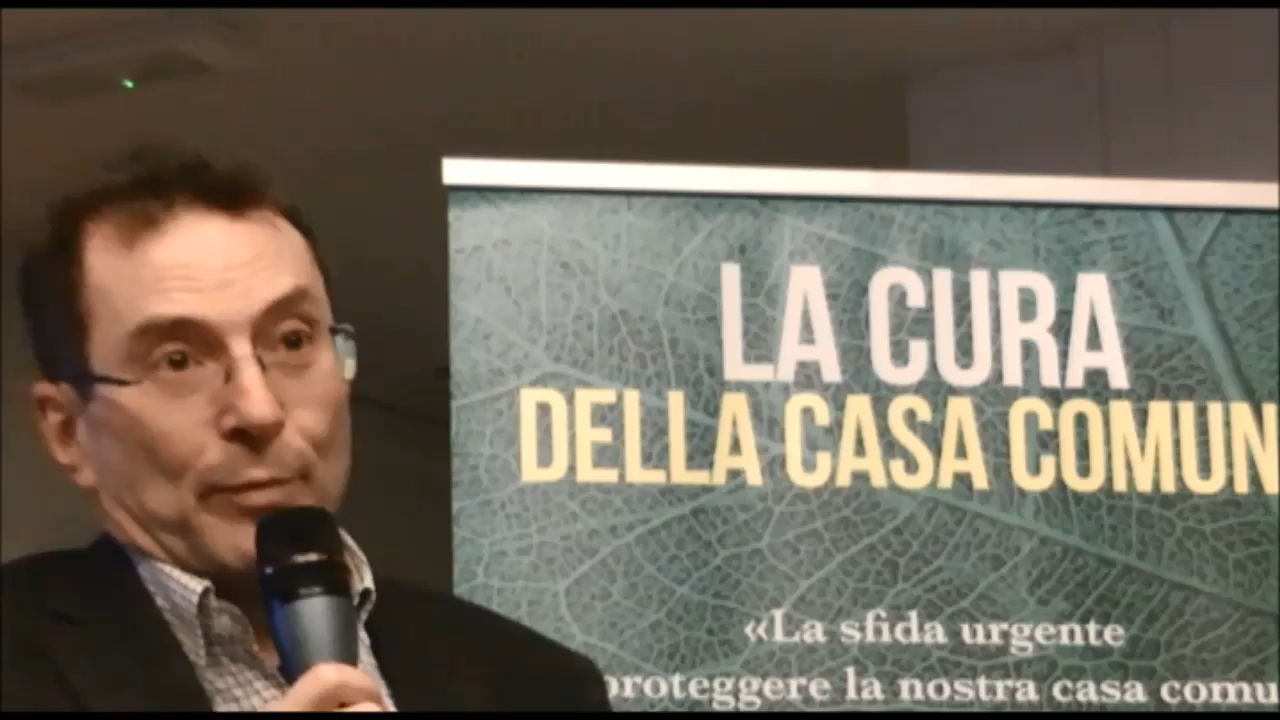 LA CURA
DELLA CASA COMUN
«La sfida urgente
proteggere la nostra casa comu